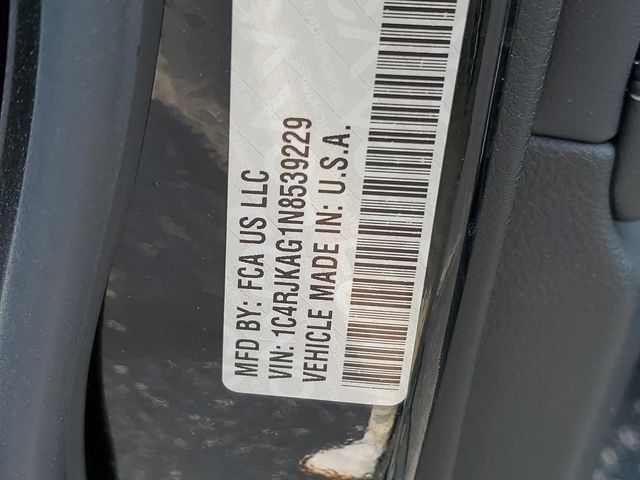 MFD BY: FCA US LLC
VIN: 1C4RJKAG1N8539229
VEHICLE MADE IN: U.S.A.